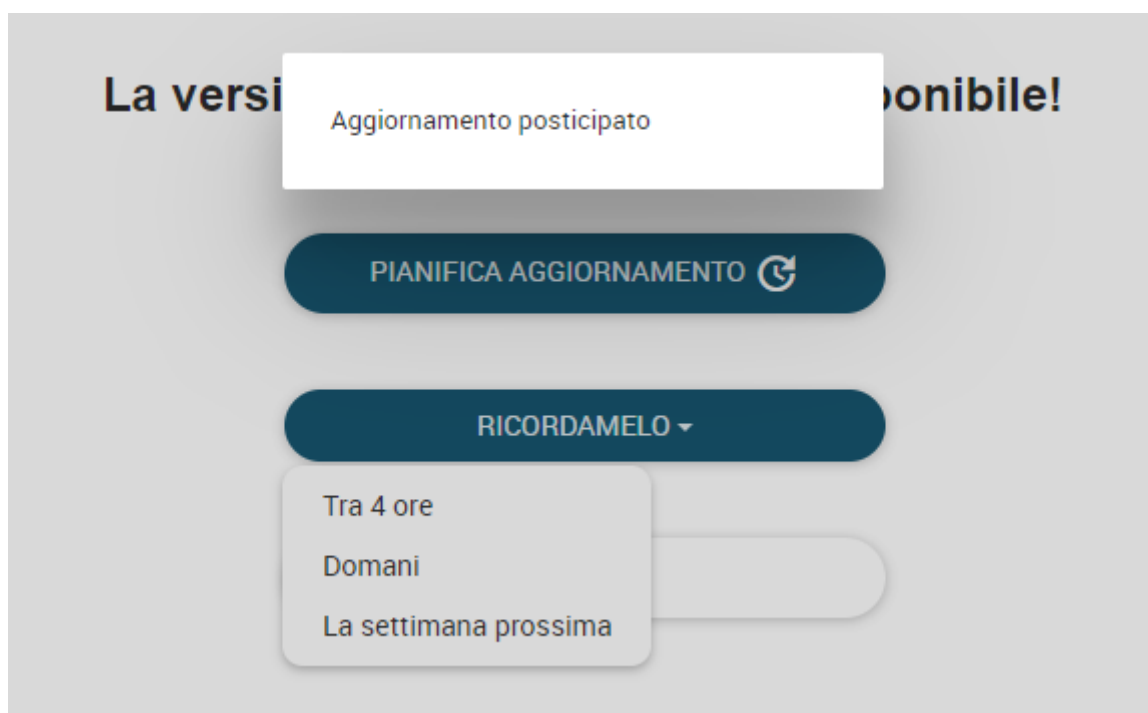 La versi
ponibile!
Aggiornamento posticipato
PIANIFICA AGGIORNAMENTO
RICORDAMELO
Tra 4 ore
Domani
La settimana prossima